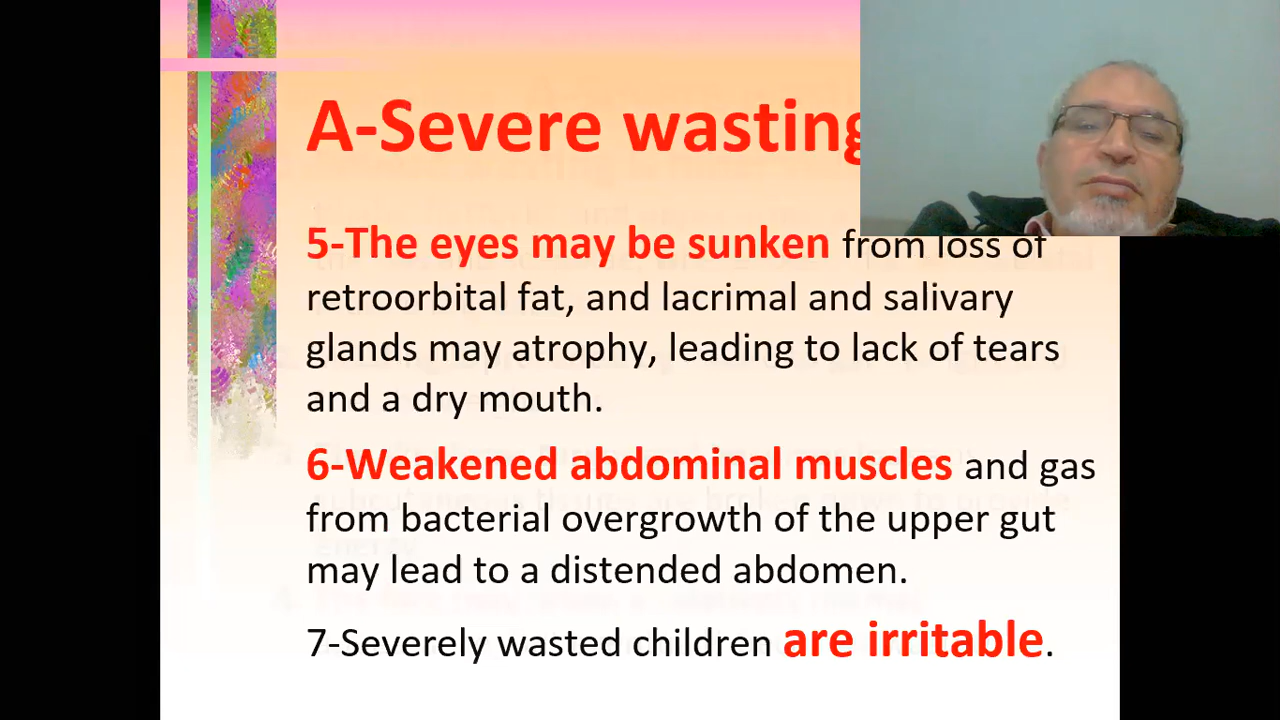 A-Severe wasting
5-The eyes may be sunken from loss of
retroorbital fat, and lacrimal and salivary
glands may atrophy, leading to lack of tears
and a dry mouth.
6-Weakened abdominal muscles and gas
from bacterial overgrowth of the upper gut
may lead to a distended abdomen.
7-Severely wasted children are irritable.